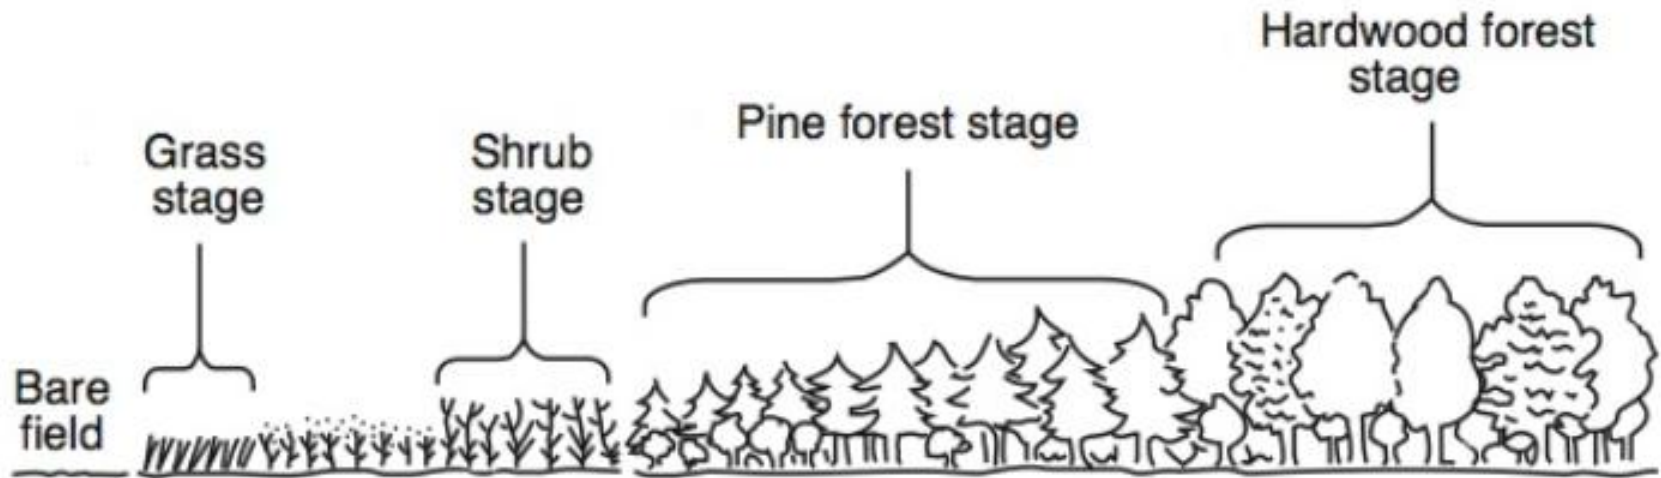 Bare
field
Grass
stage
Shrub
stage
Pine forest stage
Hardwood forest
stage